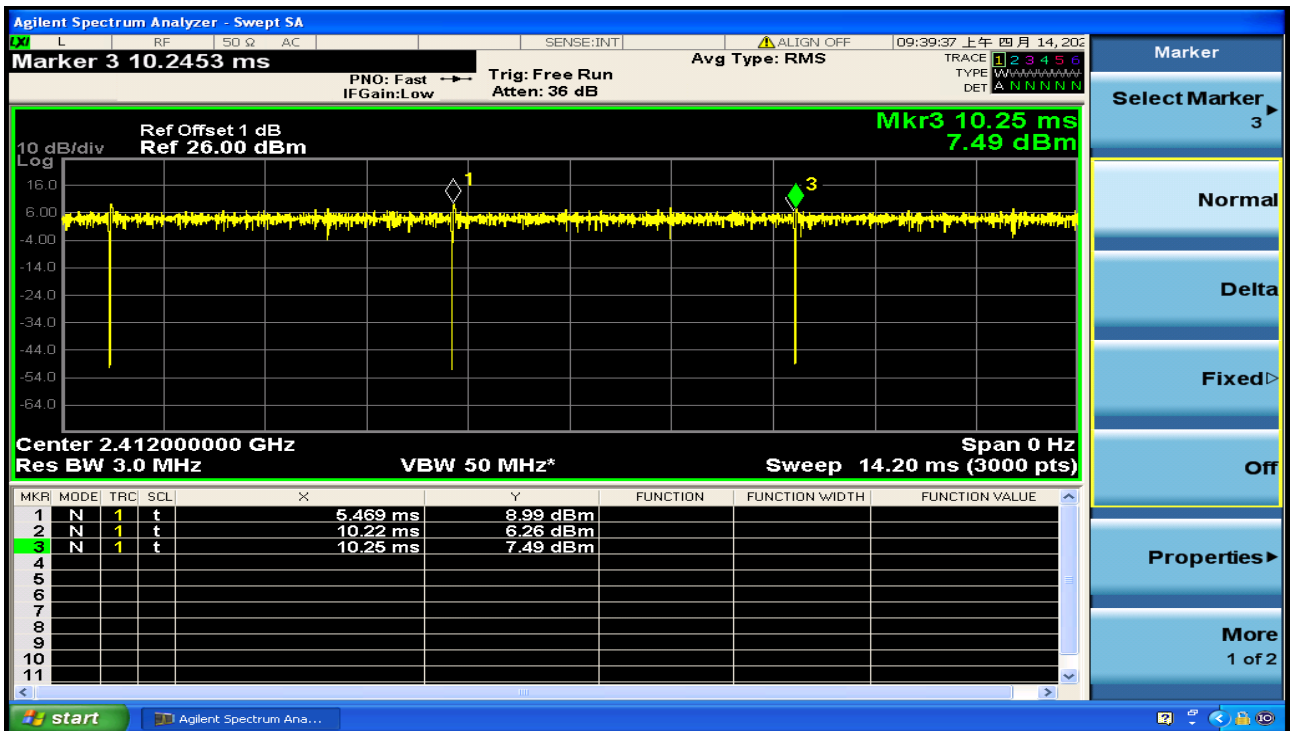 Agilent Spectrum Analyzer - Swept SA
LXI L RF 50 Ω AC SENSE:INT ALIGN OFF 09:39:37 上午 四月 14, 202
Marker 3 10.2453 ms
PNO: Fast
IFGain:Low
Trig: Free Run
Atten: 36 dB
Avg Type: RMS
TRACE 1 2 3 4 5 6
TYPE WWWWWW
DET A N N N N N
Marker
Select Marker
3
Normal
Delta
Fixed
Off
Properties
More
1 of 2
Ref Offset 1 dB
10 dB/div Ref 26.00 dBm
Log
Mkr3 10.25 ms
7.49 dBm
16.0
6.00
-4.00
-14.0
-24.0
-34.0
-44.0
-54.0
-64.0
1
3
Center 2.412000000 GHz Span 0 Hz
Res BW 3.0 MHz VBW 50 MHz* Sweep 14.20 ms (3000 pts)
MKR MODE TRC SCL X Y FUNCTION FUNCTION WIDTH FUNCTION VALUE
1 N 1 t 5.469 ms 8.99 dBm
2 N 1 t 10.22 ms 6.26 dBm
3 N 1 t 10.25 ms 7.49 dBm
4
5
6
7
8
9
10
11
start Agilent Spectrum Ana...